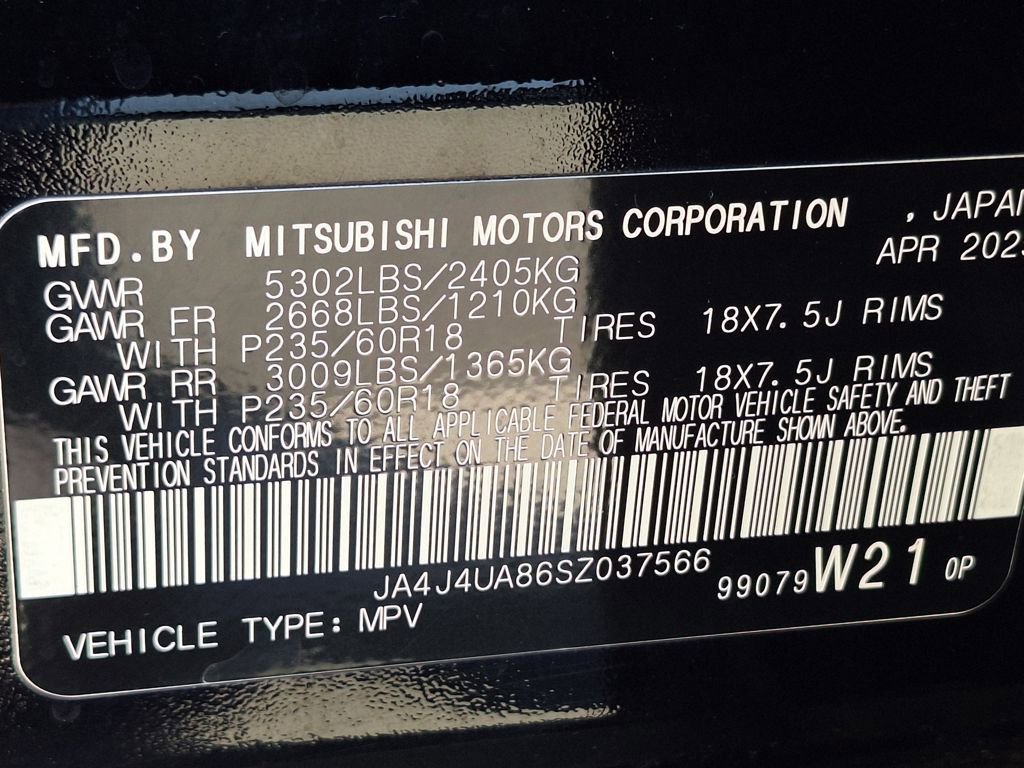 MFD.BY MITSUBISHI MOTORS CORPORATION , JAPAN
APR 202
GVWR 5302LBS/2405KG
GAWR FR 2668LBS/1210KG
WITH P235/60R18 TIRES 18X7.5J RIMS
GAWR RR 3009LBS/1365KG
WITH P235/60R18 TIRES 18X7.5J RIMS
THIS VEHICLE CONFORMS TO ALL APPLICABLE FEDERAL MOTOR VEHICLE SAFETY AND THEFT
PREVENTION STANDARDS IN EFFECT ON THE DATE OF MANUFACTURE SHOWN ABOVE.
JA4J4UA86SZ037566
99079 W21 OP
VEHICLE TYPE: MPV